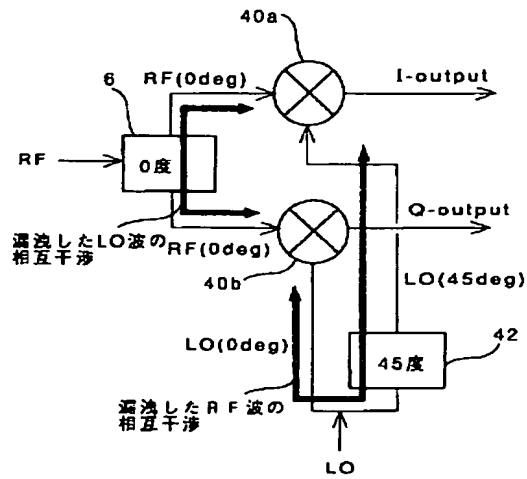 40a
RF(0deg)
I-output
6
RF
0度
Q-output
漏洩したLO波の
相互干渉
RF(0deg)
40b
LO(45deg)
42
LO(0deg)
45度
漏洩したRF波の
相互干渉
LO